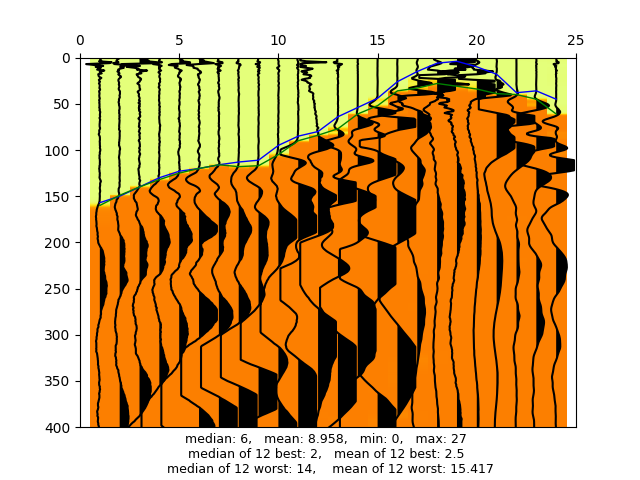 0 5 10 15 20 25
0
50
100
150
200
250
300
350
400
median: 6, mean: 8.958, min: 0, max: 27
median of 12 best: 2, mean of 12 best: 2.5
median of 12 worst: 14, mean of 12 worst: 15.417